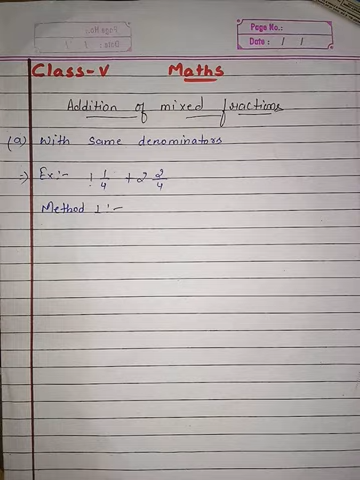 Page No.:
Date: / /
Class-V Maths
Addition of mixed fractions
(a) With same denominators
=) Ex:- 1 1/4 + 2 2/4
Method 1:-